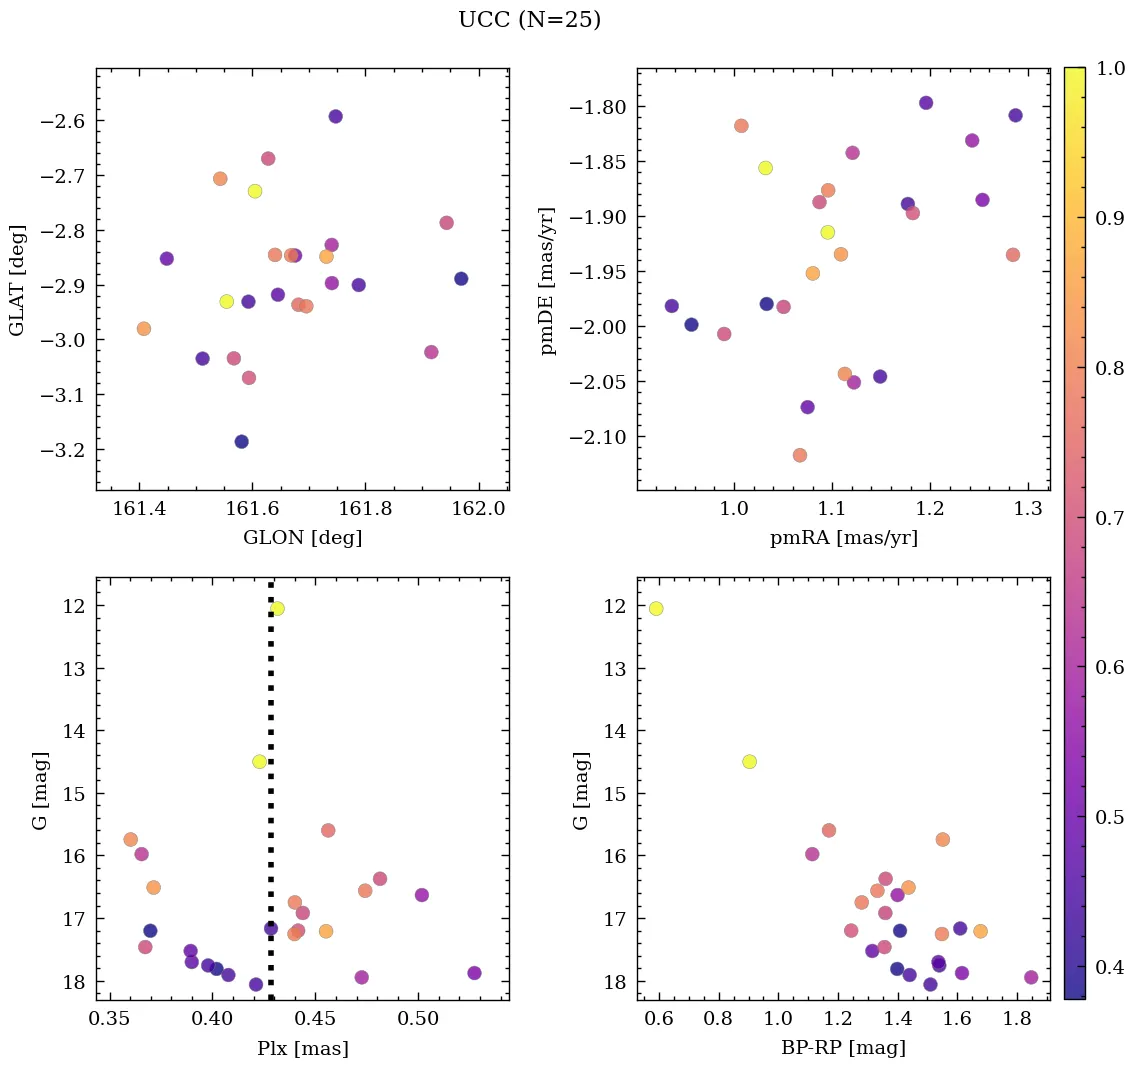 UCC (N=25)
−2.6
−2.7
−2.8
−2.9
−3.0
−3.1
−3.2
GLAT [deg]
161.4 161.6 161.8 162.0
GLON [deg]
−1.80
−1.85
−1.90
−1.95
−2.00
−2.05
−2.10
pmDE [mas/yr]
1.0 1.1 1.2 1.3
pmRA [mas/yr]
12
13
14
15
16
17
18
G [mag]
0.35 0.40 0.45 0.50
Plx [mas]
12
13
14
15
16
17
18
G [mag]
0.6 0.8 1.0 1.2 1.4 1.6 1.8
BP-RP [mag]
1.0
0.9
0.8
0.7
0.6
0.5
0.4